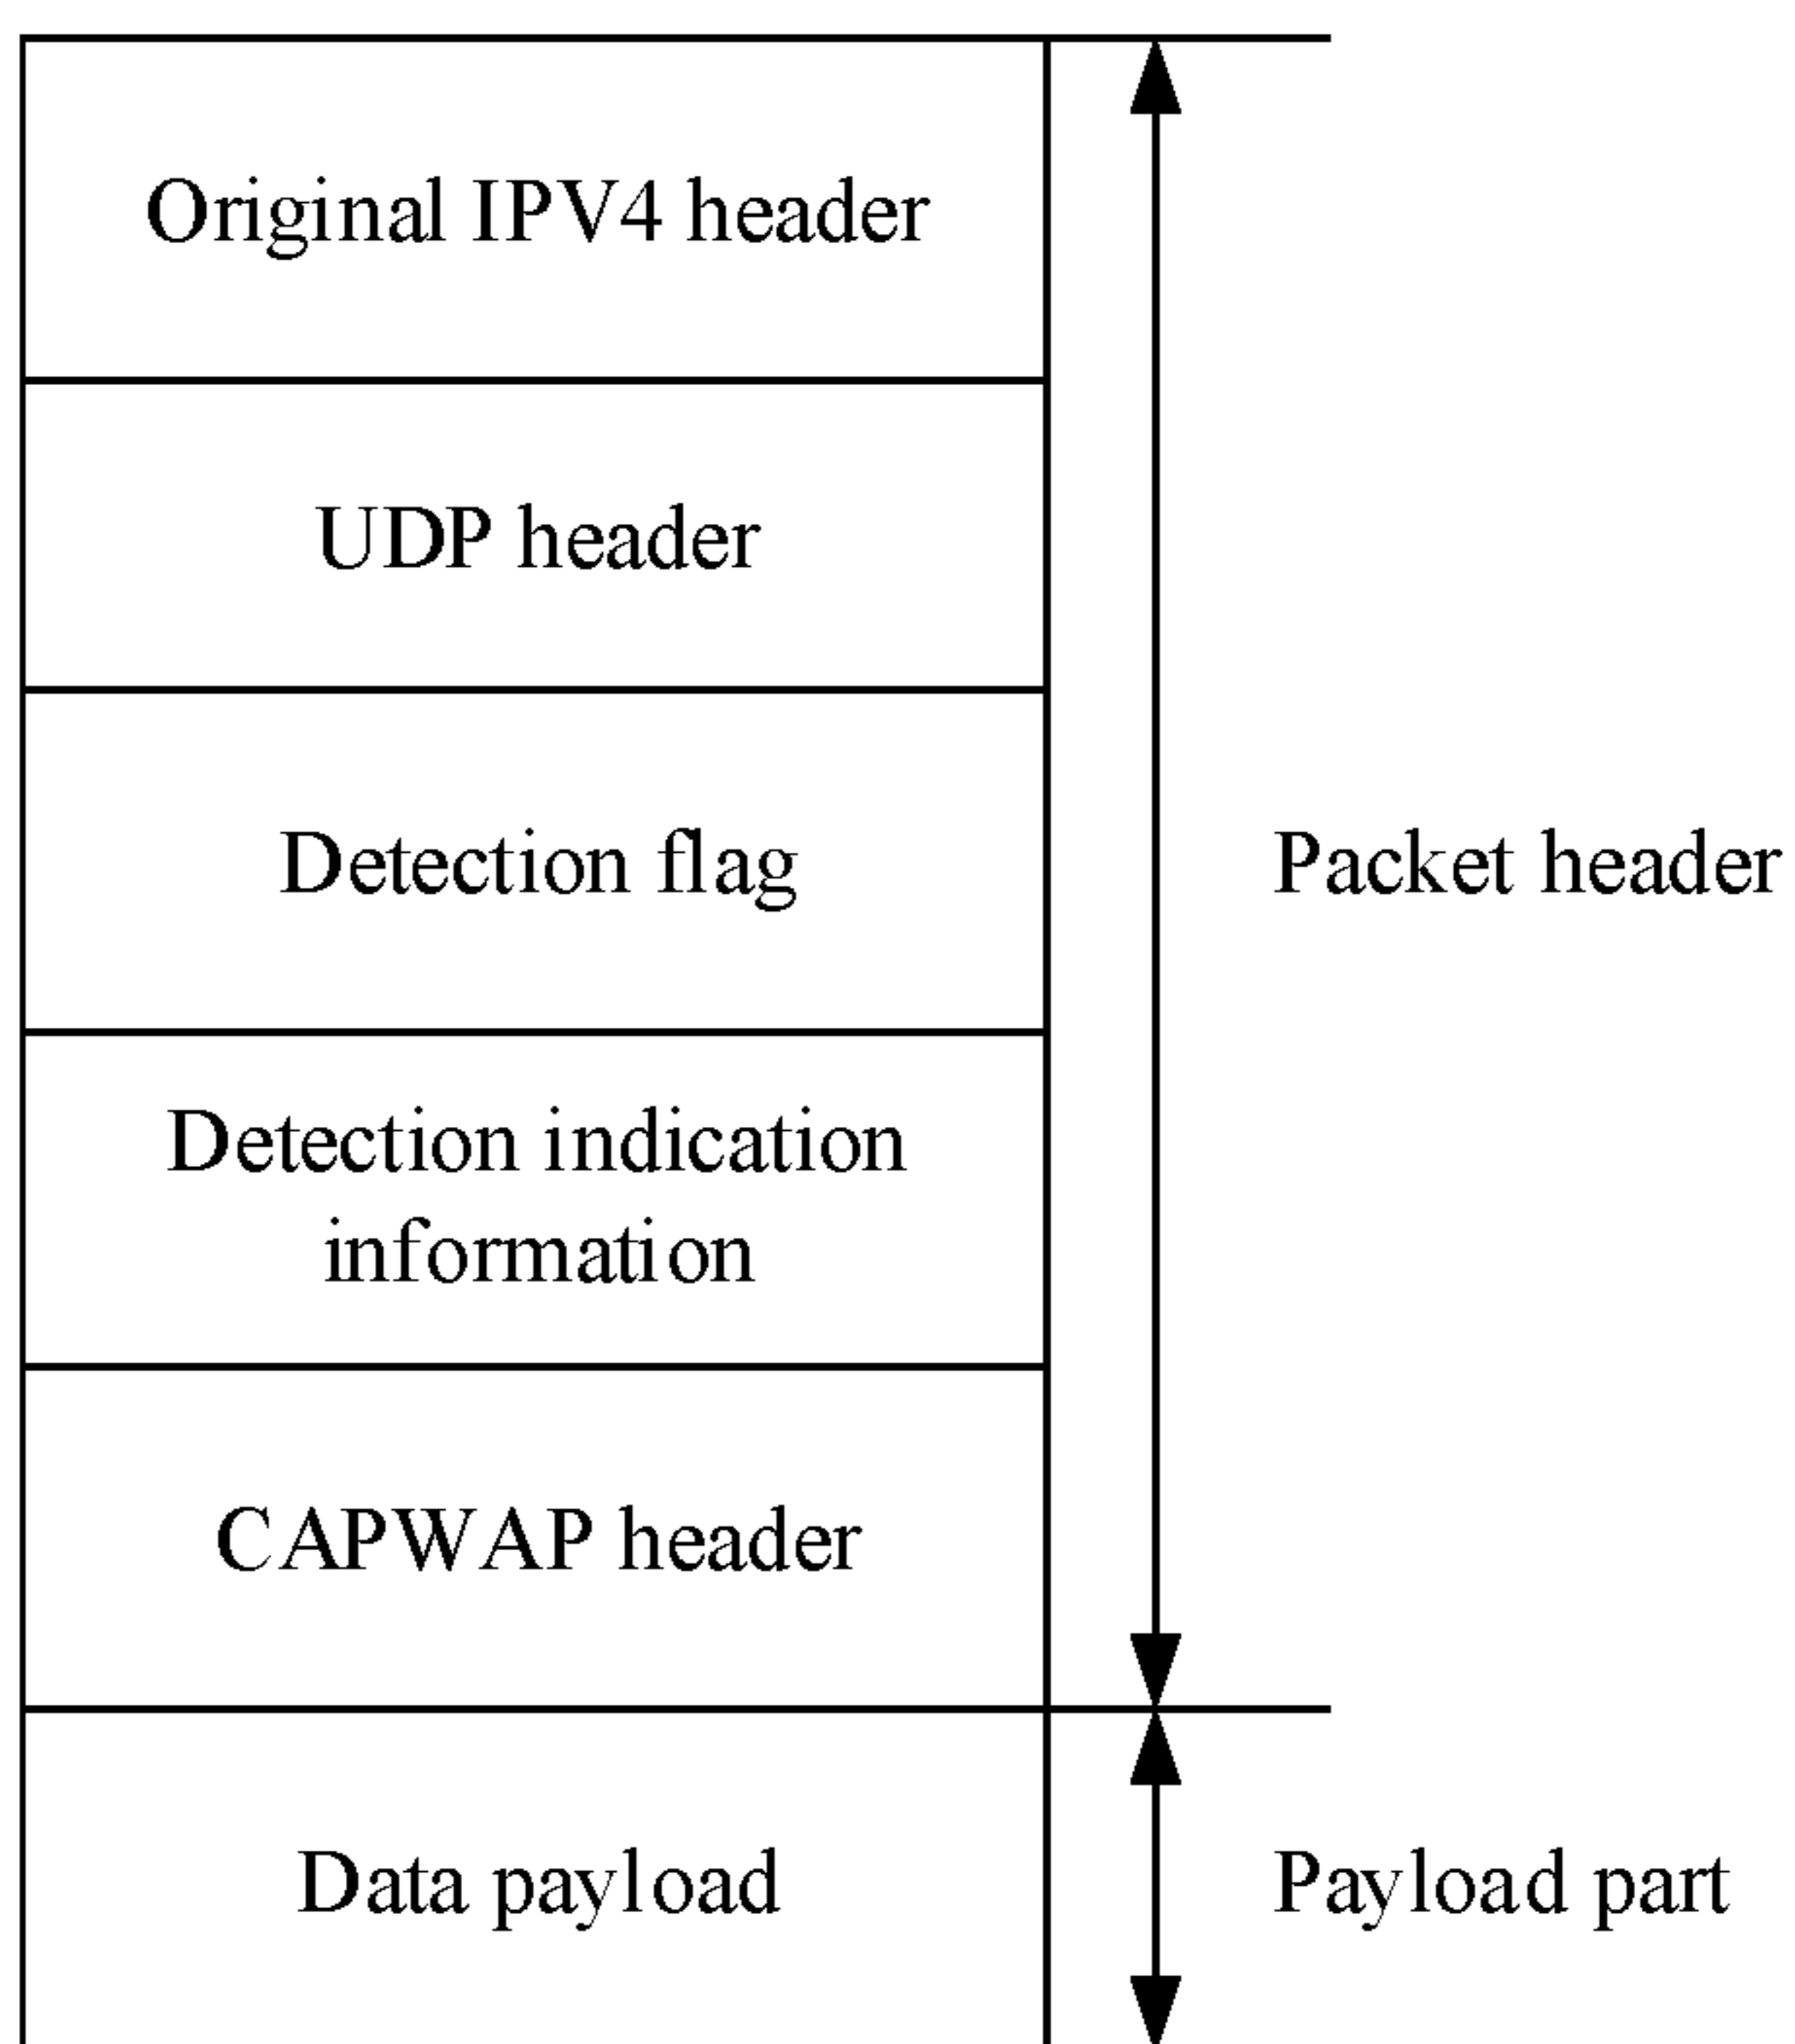 Original IPV4 header
UDP header
Detection flag
Packet header
Detection indication
information
CAPWAP header
Data payload
Payload part